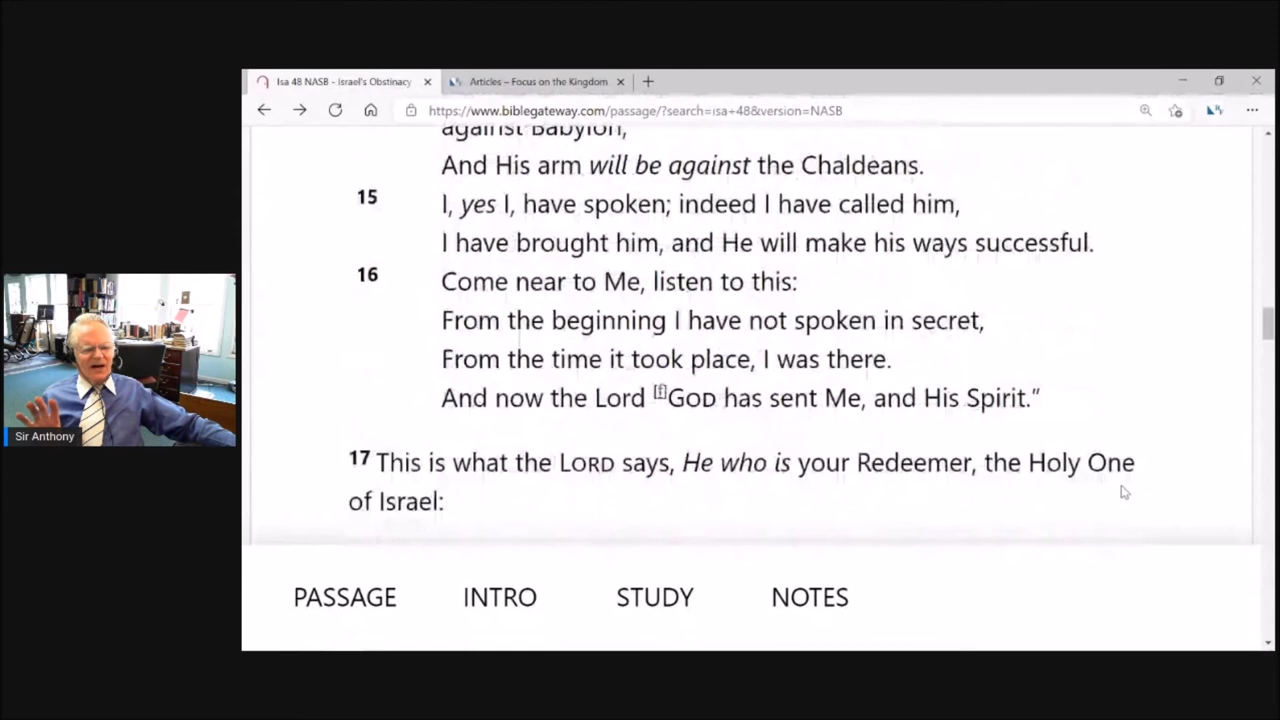 Isa 48 NASB - Israel's Obstinacy
Articles – Focus on the Kingdom
https://www.biblegateway.com/passage/?search=isa+48&version=NASB
against Babylon,
And His arm will be against the Chaldeans.
15 I, yes I, have spoken; indeed I have called him,
I have brought him, and He will make his ways successful.
16 Come near to Me, listen to this:
From the beginning I have not spoken in secret,
From the time it took place, I was there.
And now the Lord [f]GOD has sent Me, and His Spirit.”
17 This is what the LORD says, He who is your Redeemer, the Holy One
of Israel:
Sir Anthony
PASSAGE INTRO STUDY NOTES